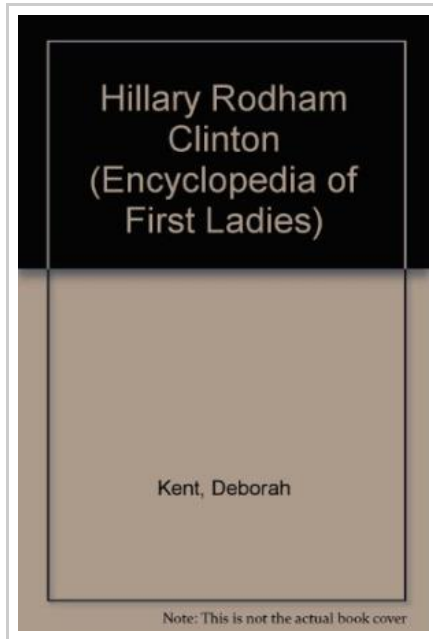 Hillary Rodham
Clinton
(Encyclopedia of
First Ladies)
Kent, Deborah
Note: This is not the actual book cover